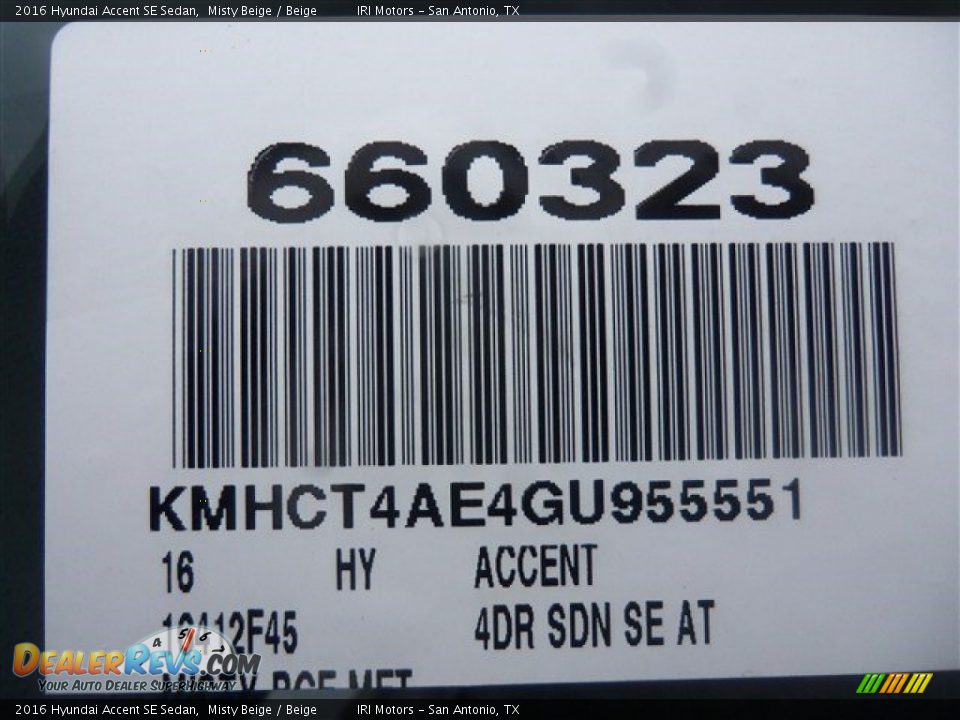 2016 Hyundai Accent SE Sedan, Misty Beige / Beige IRI Motors - San Antonio, TX
660323
KMHCT4AE4GU955551
16 HY ACCENT
4DR SDN SE AT
BGE MET
DEALERREVS.COM
YOUR AUTO DEALER SUPERHIGHWAY
2016 Hyundai Accent SE Sedan, Misty Beige / Beige IRI Motors - San Antonio, TX